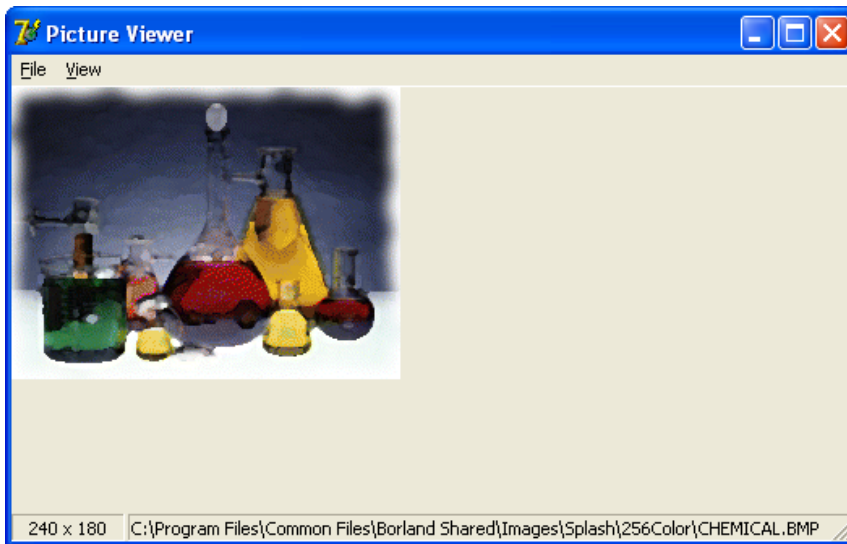 Picture Viewer
File View
240 x 180 C:\Program Files\Common Files\Borland Shared\Images\Splash\256Color\CHEMICAL.BMP